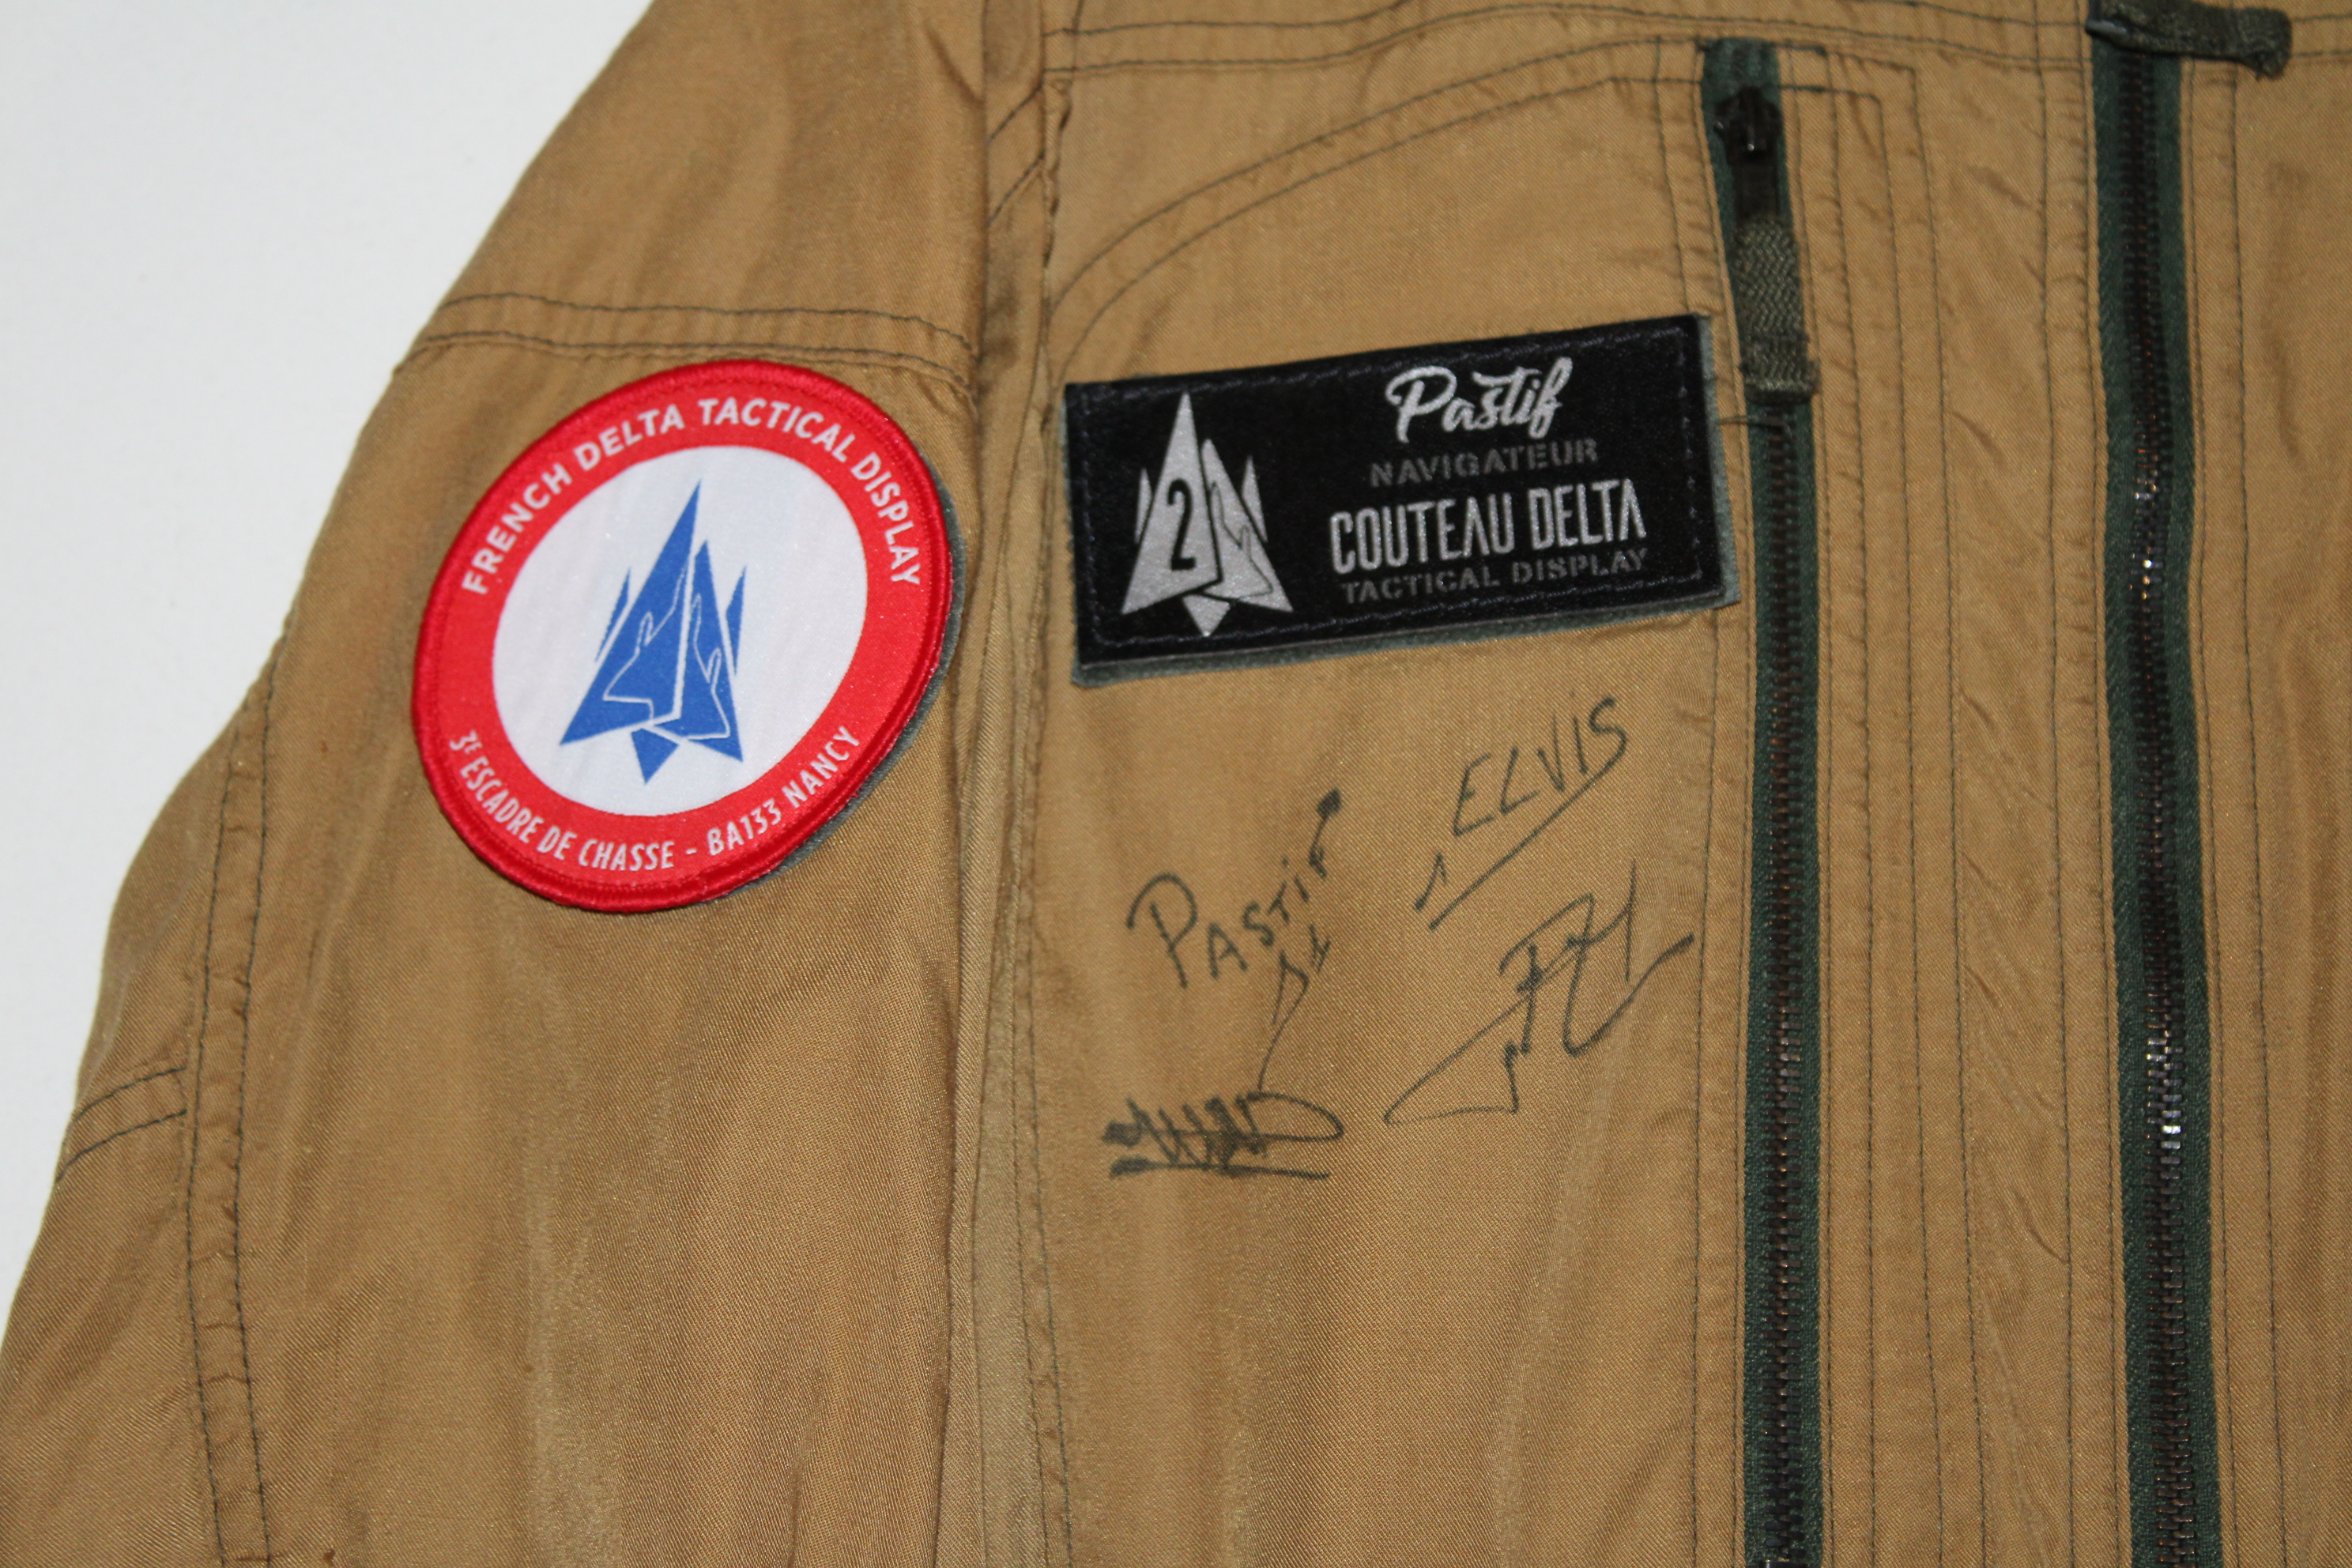 FRENCH DELTA TACTICAL DISPLAY
3E ESCADRE DE CHASSE - BA133 NANCY
2
Pastif
NAVIGATEUR
COUTEAU DELTA
TACTICAL DISPLAY
ELVIS
PASTIF